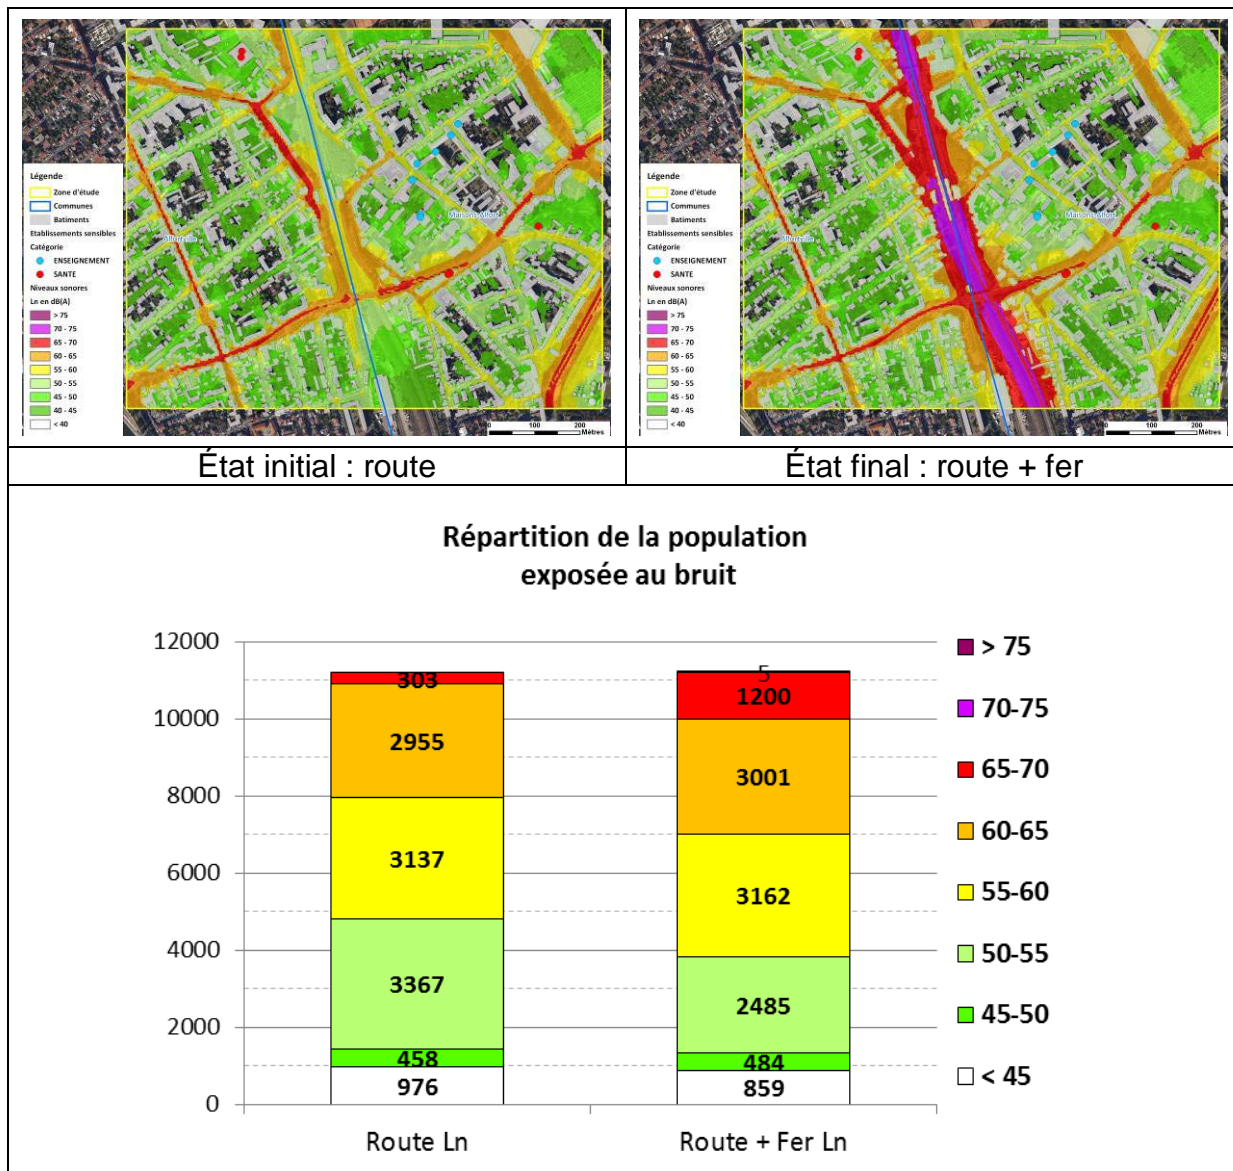 Légende
Zone d'étude
Communes
Batiments
Etablissements sensibles
Catégorie
ENSEIGNEMENT
SANTE
Niveaux sonores
Ln en dB(A)
> 75
70 - 75
65 - 70
60 - 65
55 - 60
50 - 55
45 - 50
40 - 45
< 40
Alfortville
Maisons-Alfort
0 100 200
Mètres
Légende
Zone d'étude
Communes
Batiments
Etablissements sensibles
Catégorie
ENSEIGNEMENT
SANTE
Niveaux sonores
Ln en dB(A)
> 75
70 - 75
65 - 70
60 - 65
55 - 60
50 - 55
45 - 50
40 - 45
< 40
Alfortville
Maisons-Alfort
0 100 200
Mètres
État initial : route
État final : route + fer
Répartition de la population
exposée au bruit
12000
10000
8000
6000
4000
2000
0
303
2955
3137
3367
458
976
5
1200
3001
3162
2485
484
859
Route Ln
Route + Fer Ln
> 75
70-75
65-70
60-65
55-60
50-55
45-50
< 45